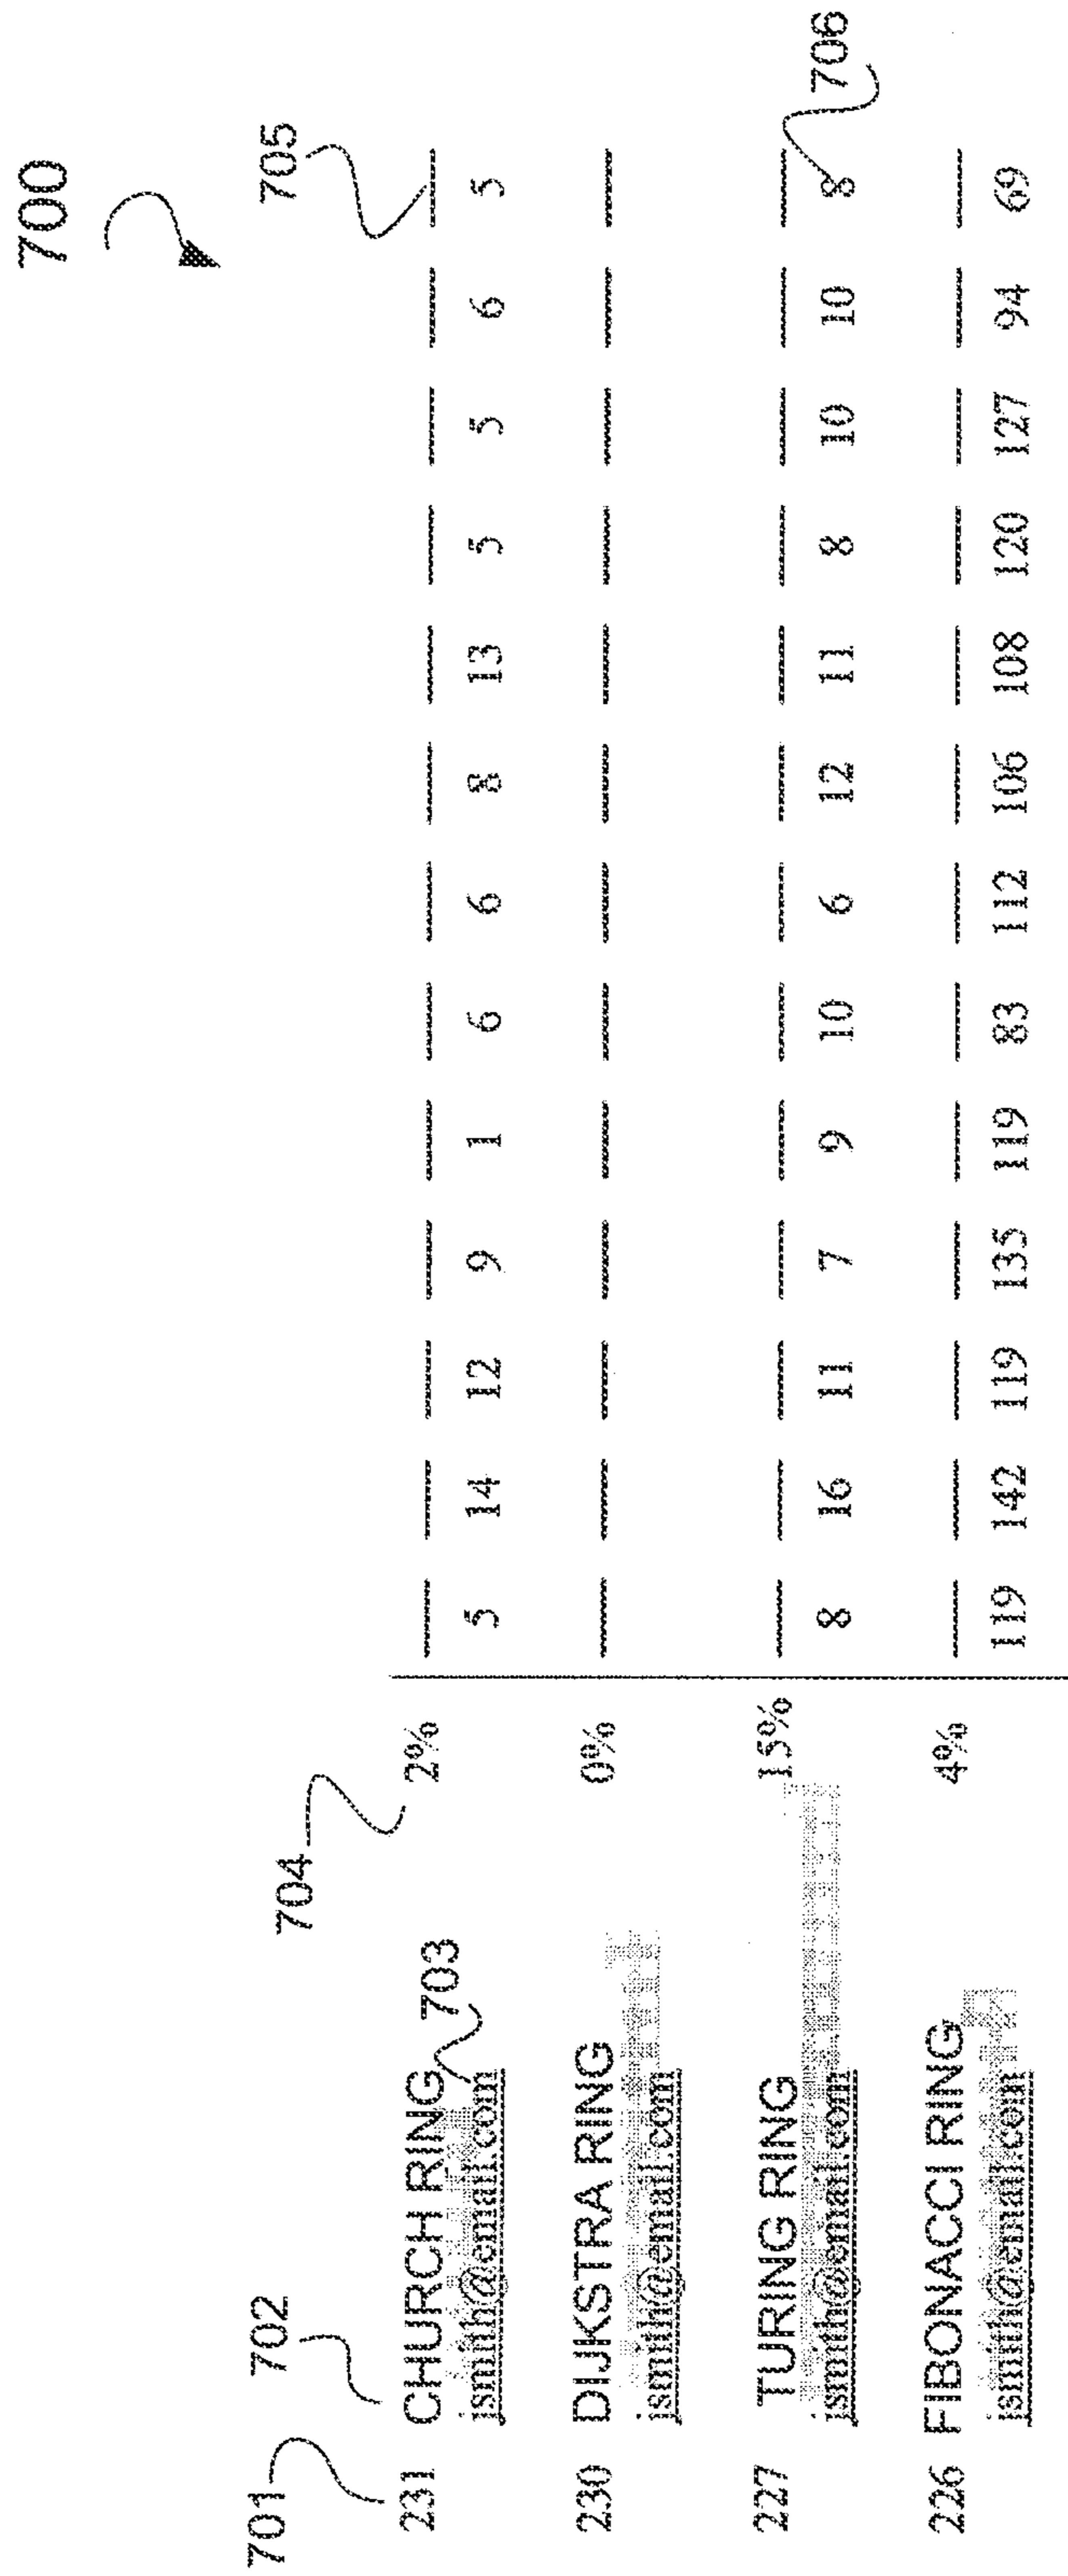 700
701 702 703 704 705 706
231 CHURCH RING 2% — — — — — — — — — — — — —
jsmith@email.com 5 14 12 9 1 6 6 8 13 5 5 6 5
230 DIJKSTRA RING 0% — — — — — — — — — — — — —
jsmith@email.com
227 TURING RING 15% — — — — — — — — — — — — —
jsmith@email.com 8 16 11 7 9 10 6 12 11 8 10 10 8
226 FIBONACCI RING 4% — — — — — — — — — — — — —
jsmith@email.com 119 142 119 135 119 83 112 106 108 120 127 94 69